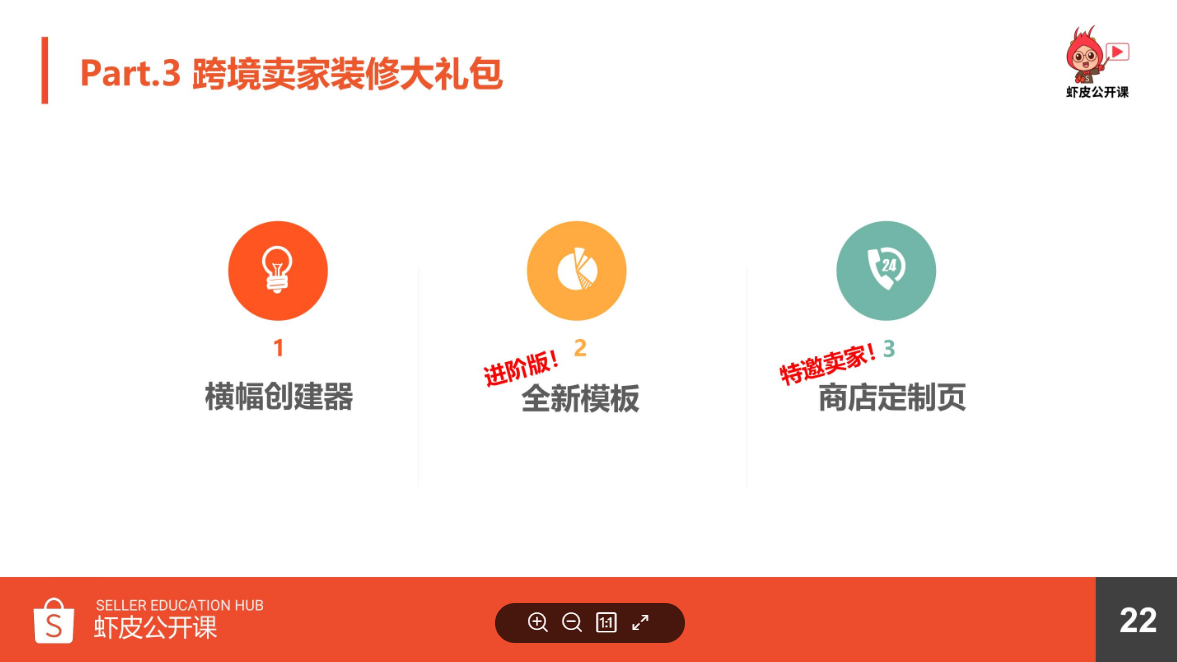 Part.3 跨境卖家装修大礼包
虾皮公开课
24
1
横幅创建器
进阶版！
2
全新模板
特邀卖家！
3
商店定制页
S
SELLER EDUCATION HUB
虾皮公开课
1:1
22